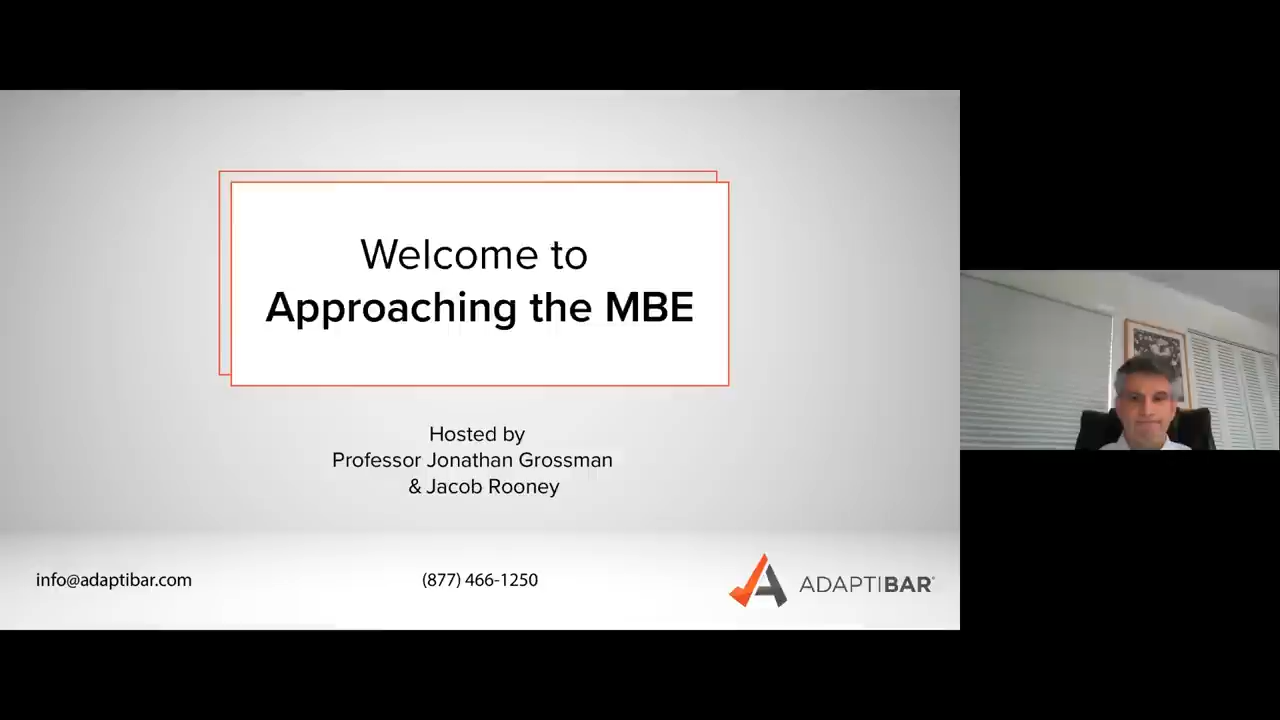 Welcome to
Approaching the MBE
Hosted by
Professor Jonathan Grossman
& Jacob Rooney
info@adaptibar.com
(877) 466-1250
ADAPTIBAR